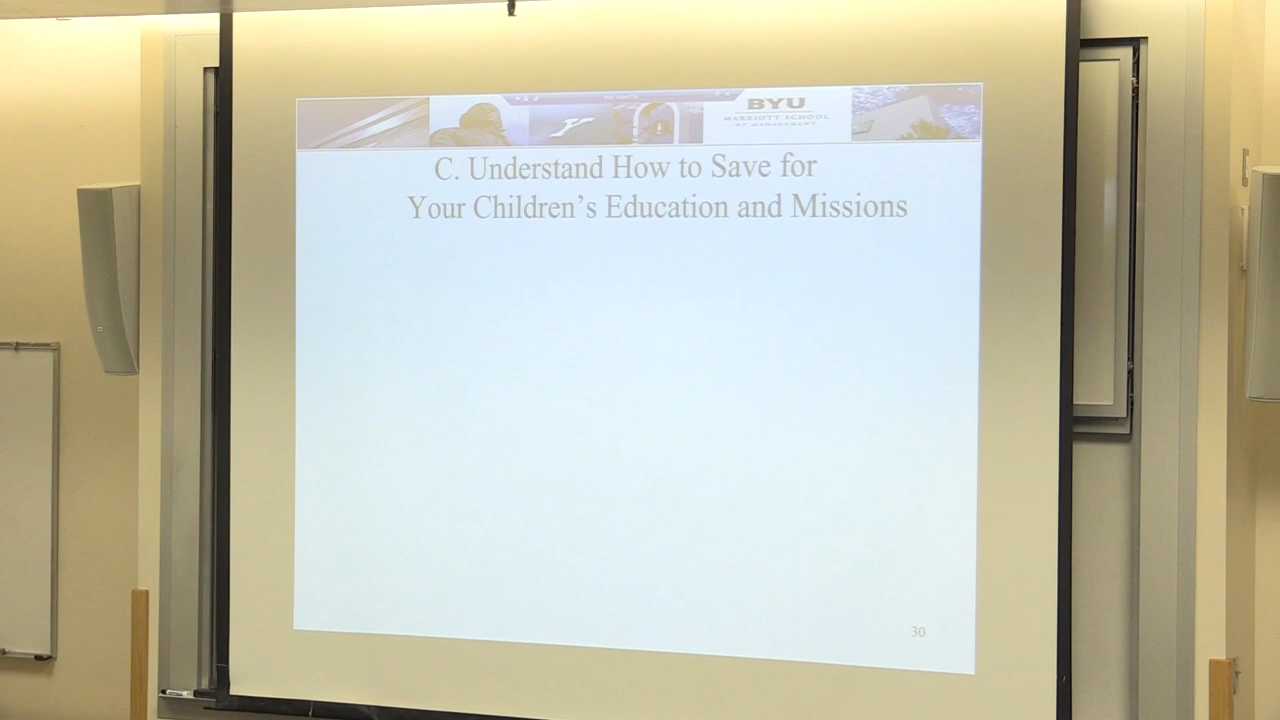 Y
BYU
MARRIOTT SCHOOL
OF MANAGEMENT
C. Understand How to Save for
Your Children's Education and Missions
30